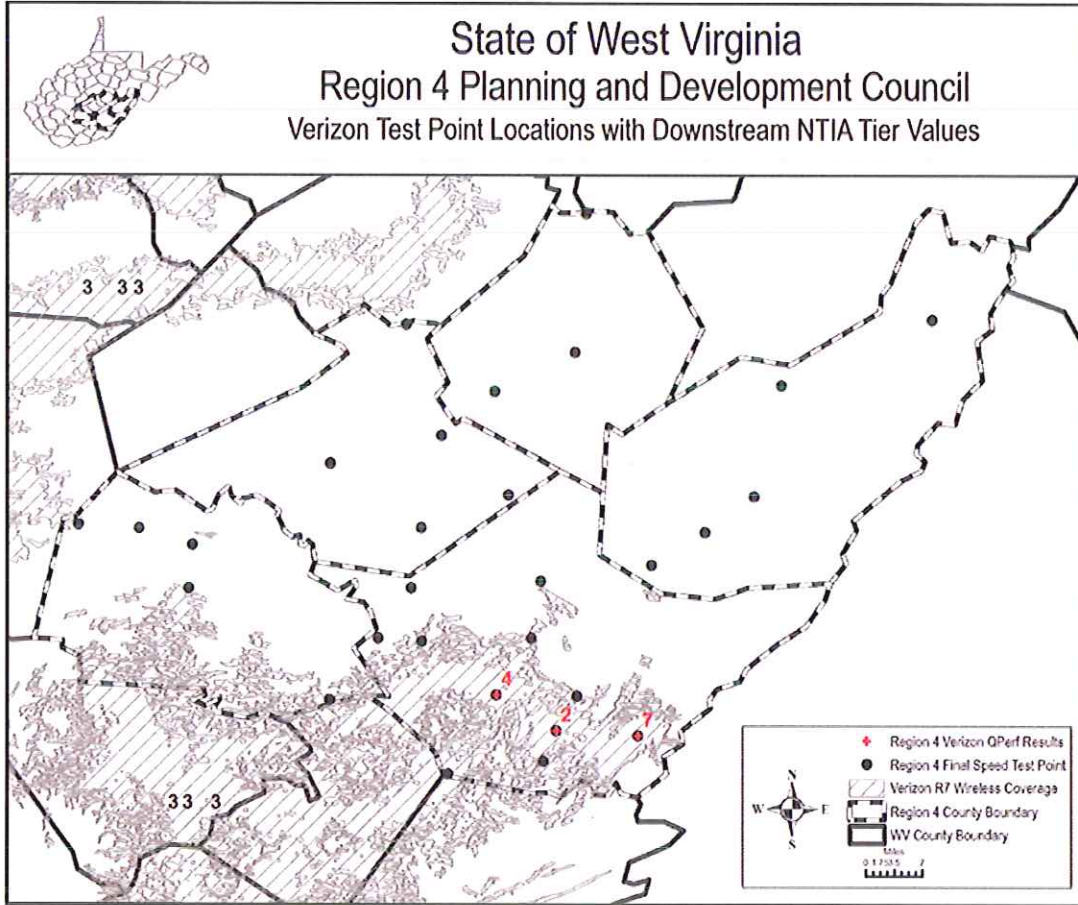 State of West Virginia
Region 4 Planning and Development Council
Verizon Test Point Locations with Downstream NTIA Tier Values
3 3 3
4
2
7
3 3 3
Region 4 Verizon QPerf Results
Region 4 Final Speed Test Point
Verizon R7 Wireless Coverage
Region 4 County Boundary
WV County Boundary
N
W E
S
Miles